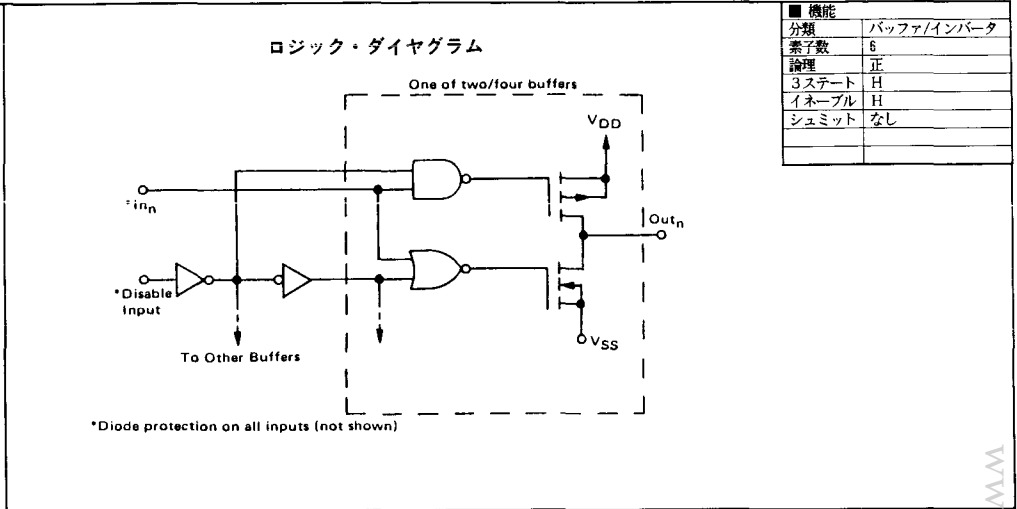 ■ 機能
分類 バッファ/インバータ
素子数 6
論理 正
3ステート H
イネーブル H
シュミット なし
ロジック・ダイヤグラム
One of two/four buffers
VDD
*inn
Outn
*Disable
Input
VSS
To Other Buffers
*Diode protection on all inputs (not shown)
WW